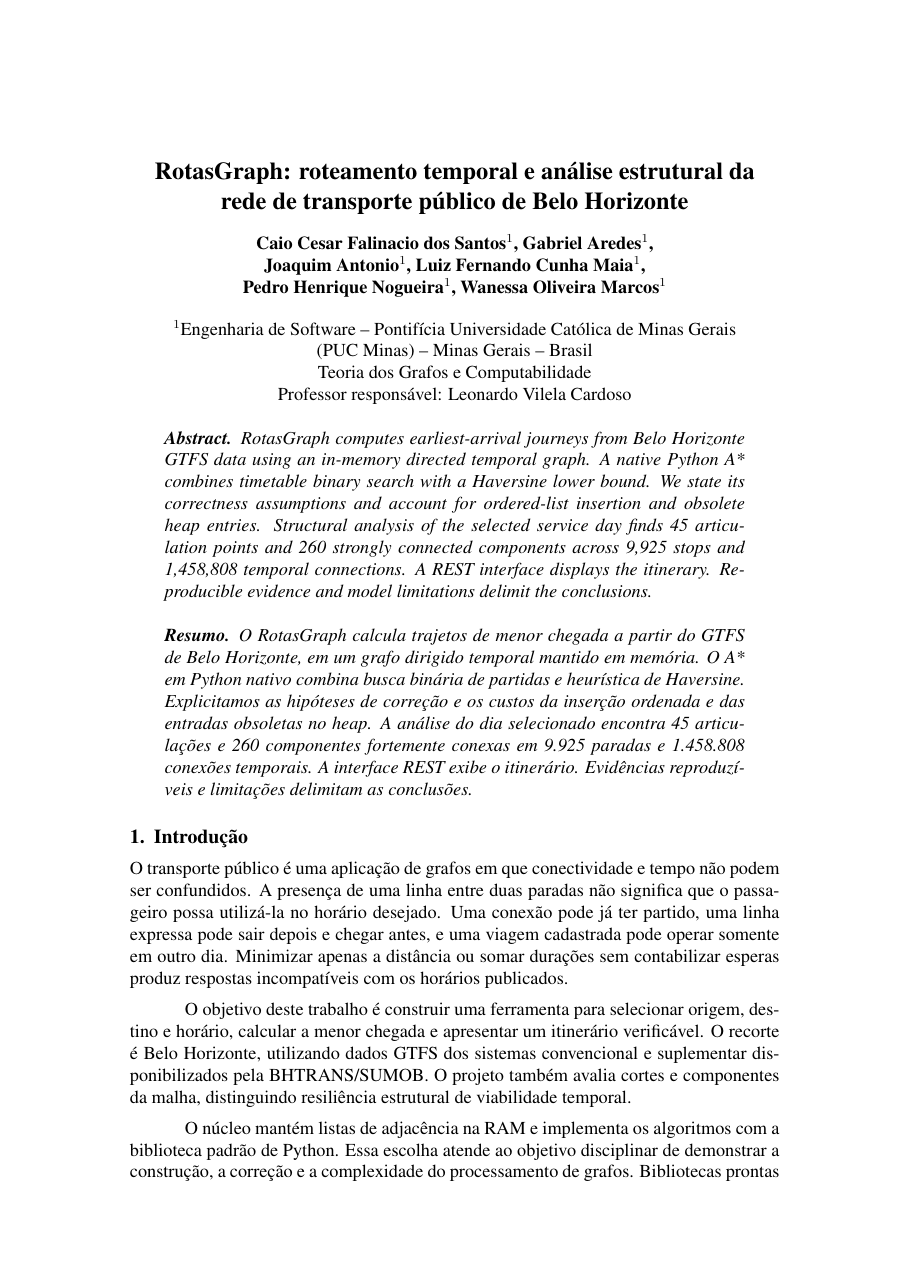 RotasGraph: roteamento temporal e análise estrutural da
rede de transporte público de Belo Horizonte
Caio Cesar Falinacio dos Santos¹, Gabriel Aredes¹,
Joaquim Antonio¹, Luiz Fernando Cunha Maia¹,
Pedro Henrique Nogueira¹, Wanessa Oliveira Marcos¹
¹Engenharia de Software – Pontifícia Universidade Católica de Minas Gerais
(PUC Minas) – Minas Gerais – Brasil
Teoria dos Grafos e Computabilidade
Professor responsável: Leonardo Vilela Cardoso
Abstract. RotasGraph computes earliest-arrival journeys from Belo Horizonte
GTFS data using an in-memory directed temporal graph. A native Python A*
combines timetable binary search with a Haversine lower bound. We state its
correctness assumptions and account for ordered-list insertion and obsolete
heap entries. Structural analysis of the selected service day finds 45 articu-
lation points and 260 strongly connected components across 9,925 stops and
1,458,808 temporal connections. A REST interface displays the itinerary. Re-
producible evidence and model limitations delimit the conclusions.
Resumo. O RotasGraph calcula trajetos de menor chegada a partir do GTFS
de Belo Horizonte, em um grafo dirigido temporal mantido em memória. O A*
em Python nativo combina busca binária de partidas e heurística de Haversine.
Explicitamos as hipóteses de correção e os custos da inserção ordenada e das
entradas obsoletas no heap. A análise do dia selecionado encontra 45 articu-
lações e 260 componentes fortemente conexas em 9.925 paradas e 1.458.808
conexões temporais. A interface REST exibe o itinerário. Evidências reproduzí-
veis e limitações delimitam as conclusões.
1. Introdução
O transporte público é uma aplicação de grafos em que conectividade e tempo não podem
ser confundidos. A presença de uma linha entre duas paradas não significa que o passa-
geiro possa utilizá-la no horário desejado. Uma conexão pode já ter partido, uma linha
expressa pode sair depois e chegar antes, e uma viagem cadastrada pode operar somente
em outro dia. Minimizar apenas a distância ou somar durações sem contabilizar esperas
produz respostas incompatíveis com os horários publicados.
O objetivo deste trabalho é construir uma ferramenta para selecionar origem, des-
tino e horário, calcular a menor chegada e apresentar um itinerário verificável. O recorte
é Belo Horizonte, utilizando dados GTFS dos sistemas convencional e suplementar dis-
ponibilizados pela BHTRANS/SUMOB. O projeto também avalia cortes e componentes
da malha, distinguindo resiliência estrutural de viabilidade temporal.
O núcleo mantém listas de adjacência na RAM e implementa os algoritmos com a
biblioteca padrão de Python. Essa escolha atende ao objetivo disciplinar de demonstrar a
construção, a correção e a complexidade do processamento de grafos. Bibliotecas prontas